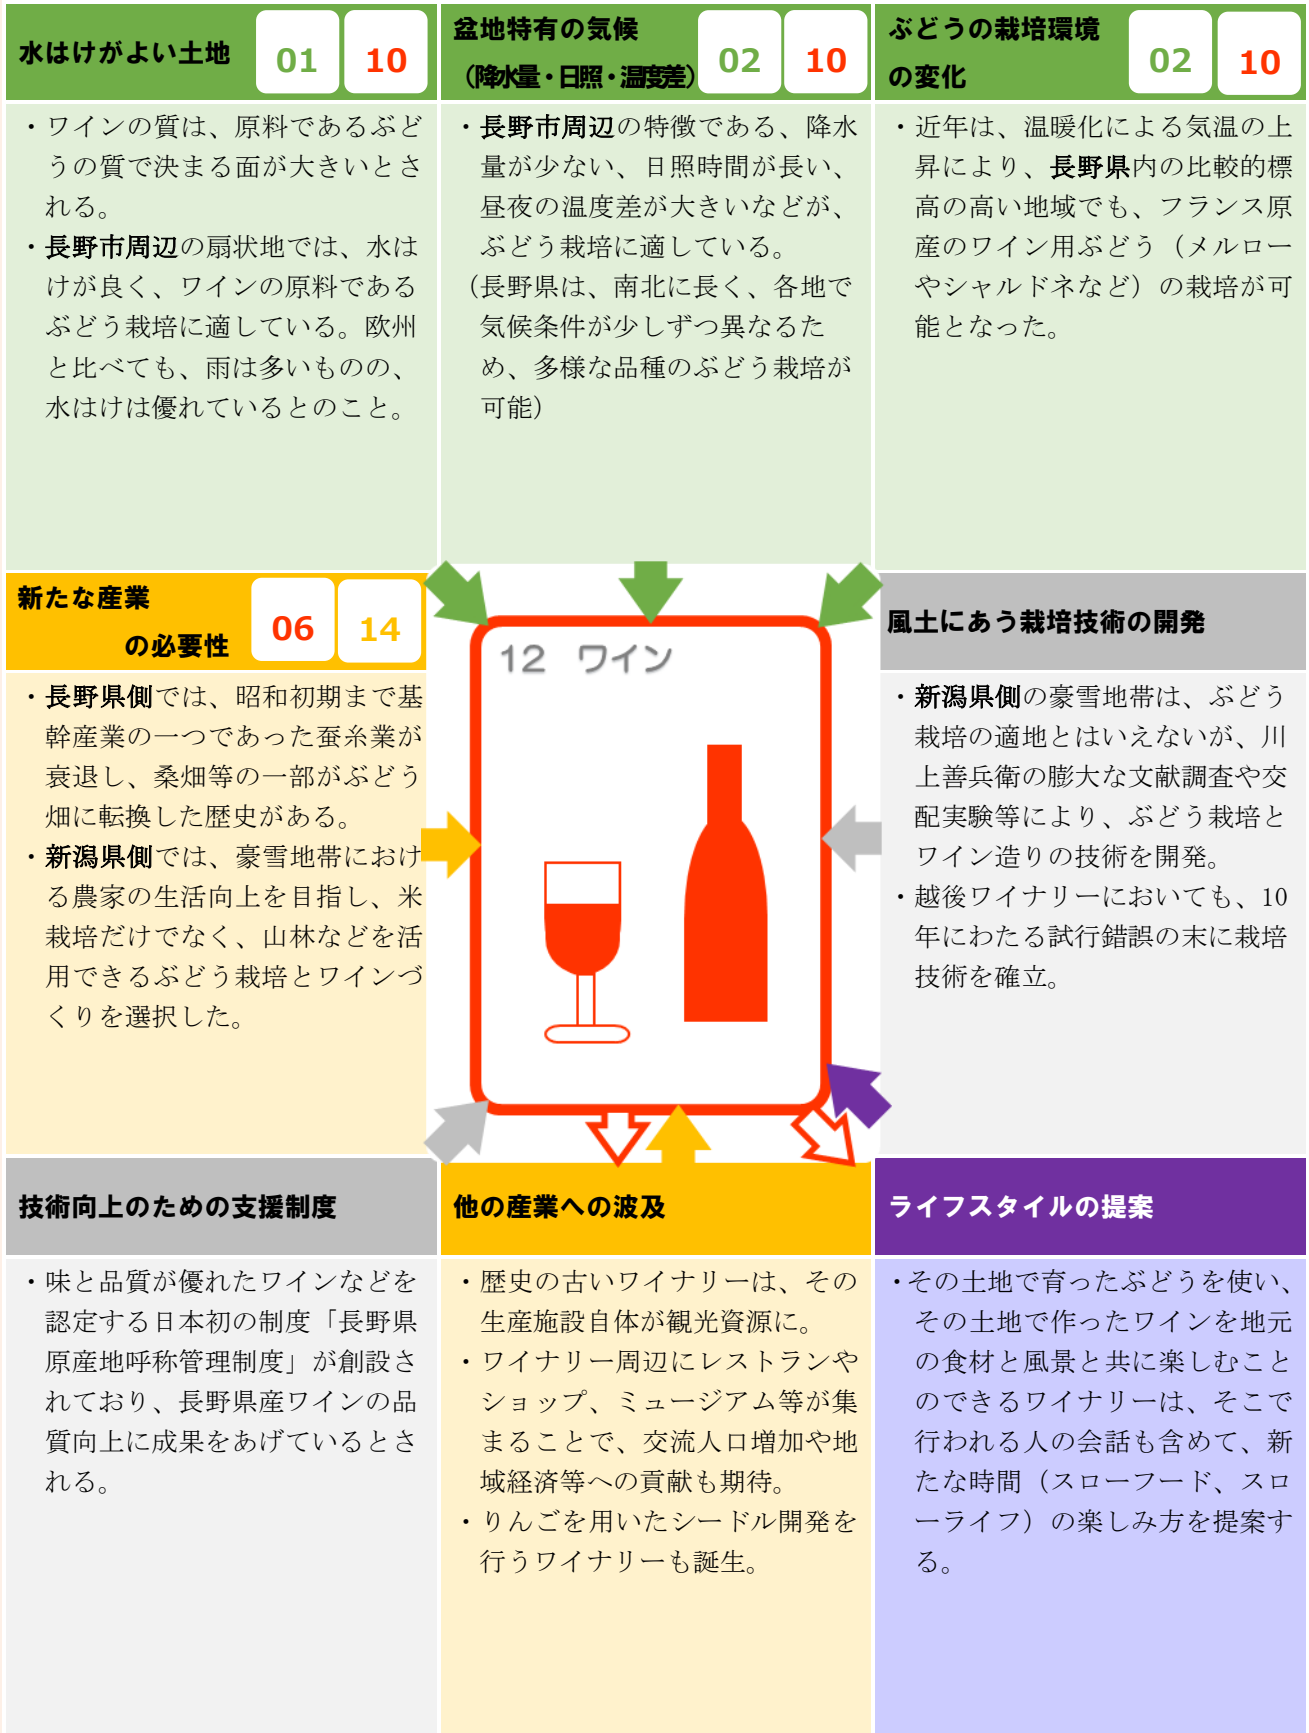 水はけがよい土地
01
10
盆地特有の気候
（降水量・日照・温度差）
02
10
ぶどうの栽培環境
の変化
02
10
・ワインの質は、原料であるぶど
うの質で決まる面が大きいとさ
れる。
・長野市周辺の扇状地では、水は
けが良く、ワインの原料である
ぶどう栽培に適している。欧州
と比べても、雨は多いものの、
水はけは優れているとのこと。
・長野市周辺の特徴である、降水
量が少ない、日照時間が長い、
昼夜の温度差が大きいなどが、
ぶどう栽培に適している。
（長野県は、南北に長く、各地で
気候条件が少しずつ異なるた
め、多様な品種のぶどう栽培が
可能）
・近年は、温暖化による気温の上
昇により、長野県内の比較的標
高の高い地域でも、フランス原
産のワイン用ぶどう（メルロー
やシャルドネなど）の栽培が可
能となった。
新たな産業
の必要性
06
14
・長野県側では、昭和初期まで基
幹産業の一つであった蚕糸業が
衰退し、桑畑等の一部がぶどう
畑に転換した歴史がある。
・新潟県側では、豪雪地帯におけ
る農家の生活向上を目指し、米
栽培だけでなく、山林などを活
用できるぶどう栽培とワインづ
くりを選択した。
12　ワイン
風土にあう栽培技術の開発
・新潟県側の豪雪地帯は、ぶどう
栽培の適地とはいえないが、川
上善兵衛の膨大な文献調査や交
配実験等により、ぶどう栽培と
ワイン造りの技術を開発。
・越後ワイナリーにおいても、10
年にわたる試行錯誤の末に栽培
技術を確立。
技術向上のための支援制度
・味と品質が優れたワインなどを
認定する日本初の制度「長野県
原産地呼称管理制度」が創設さ
れており、長野県産ワインの品
質向上に成果をあげているとさ
れる。
他の産業への波及
・歴史の古いワイナリーは、その
生産施設自体が観光資源に。
・ワイナリー周辺にレストランや
ショップ、ミュージアム等が集
まることで、交流人口増加や地
域経済等への貢献も期待。
・りんごを用いたシードル開発を
行うワイナリーも誕生。
ライフスタイルの提案
・その土地で育ったぶどうを使い、
その土地で作ったワインを地元
の食材と風景と共に楽しむこと
のできるワイナリーは、そこで
行われる人の会話も含めて、新
たな時間（スローフード、スロ
ーライフ）の楽しみ方を提案す
る。